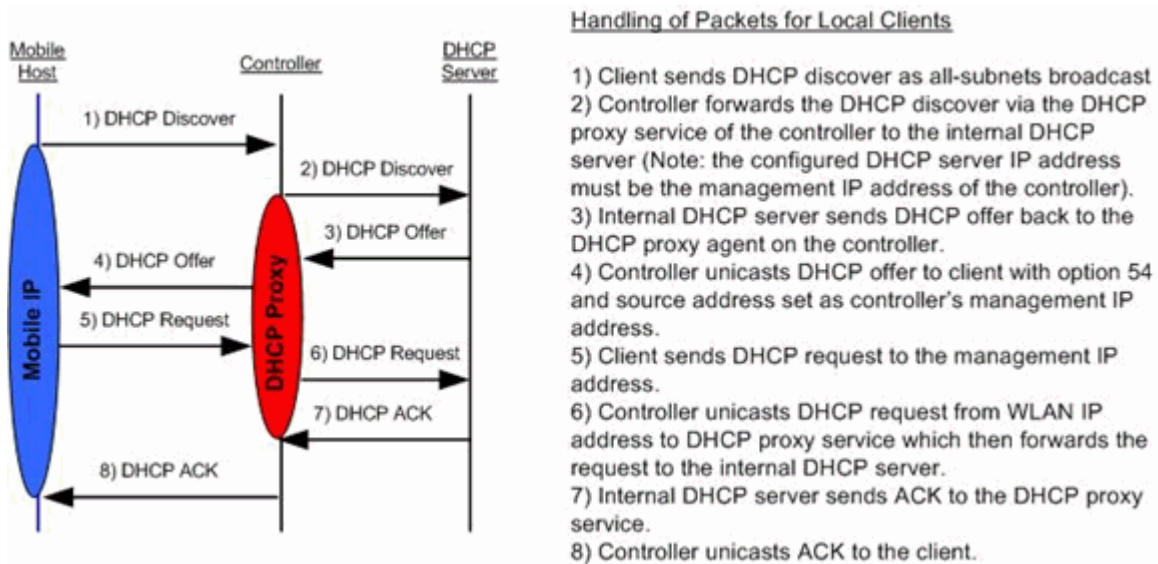 Mobile
Host
Controller
DHCP
Server
1) DHCP Discover
2) DHCP Discover
3) DHCP Offer
4) DHCP Offer
5) DHCP Request
6) DHCP Request
7) DHCP ACK
8) DHCP ACK
Mobile IP
DHCP Proxy
Handling of Packets for Local Clients
1) Client sends DHCP discover as all-subnets broadcast
2) Controller forwards the DHCP discover via the DHCP
proxy service of the controller to the internal DHCP
server (Note: the configured DHCP server IP address
must be the management IP address of the controller).
3) Internal DHCP server sends DHCP offer back to the
DHCP proxy agent on the controller.
4) Controller unicasts DHCP offer to client with option 54
and source address set as controller's management IP
address.
5) Client sends DHCP request to the management IP
address.
6) Controller unicasts DHCP request from WLAN IP
address to DHCP proxy service which then forwards the
request to the internal DHCP server.
7) Internal DHCP server sends ACK to the DHCP proxy
service.
8) Controller unicasts ACK to the client.